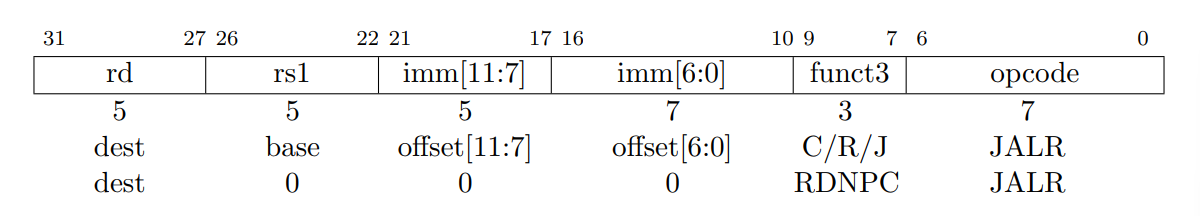 31 27 26 22 21 17 16 10 9 7 6 0
rd rs1 imm[11:7] imm[6:0] funct3 opcode
5 5 5 7 3 7
dest base offset[11:7] offset[6:0] C/R/J JALR
dest 0 0 0 RDNPC JALR